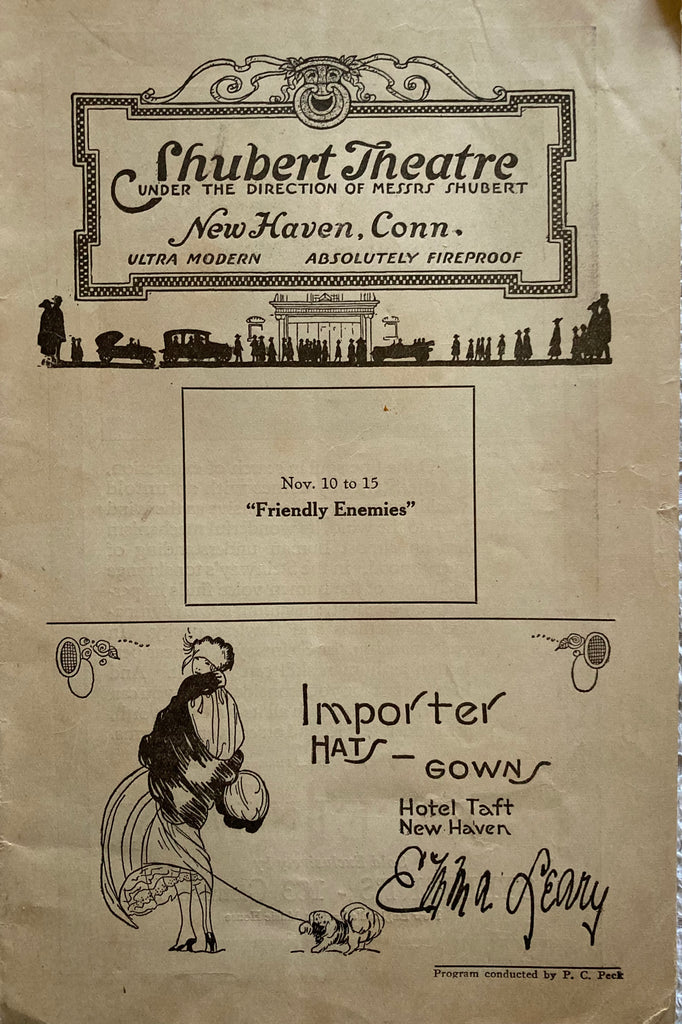 Shubert Theatre
UNDER THE DIRECTION OF MESSRS SHUBERT
New Haven, Conn.
ULTRA MODERN ABSOLUTELY FIREPROOF
Nov. 10 to 15
“Friendly Enemies”
Importer
HATS – GOWNS
Hotel Taft
New Haven
Emma Leary
Program conducted by P. C. Peck